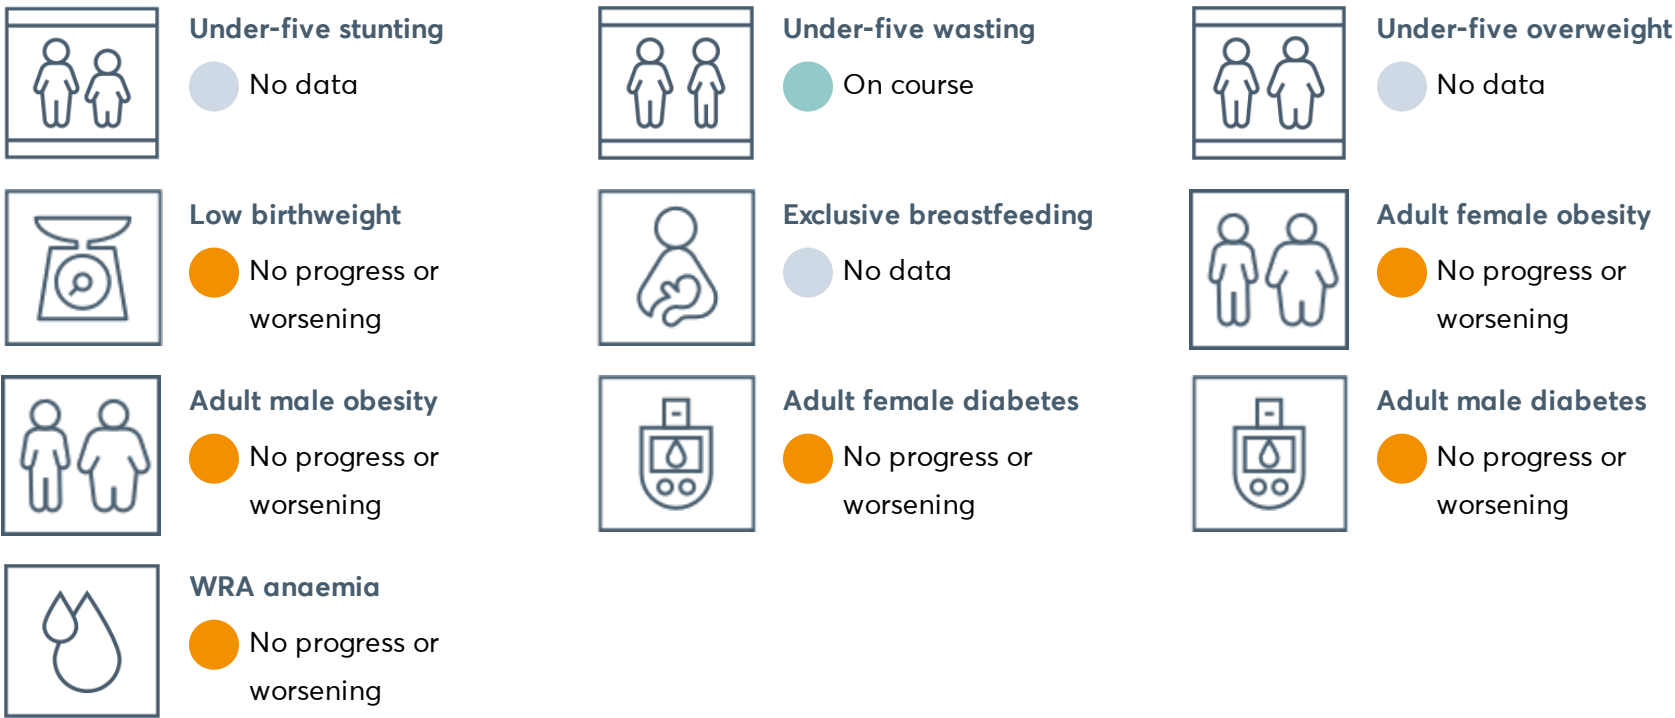 Under-five stunting
No data
Under-five wasting
On course
Under-five overweight
No data
Low birthweight
No progress or
worsening
Exclusive breastfeeding
No data
Adult female obesity
No progress or
worsening
Adult male obesity
No progress or
worsening
Adult female diabetes
No progress or
worsening
Adult male diabetes
No progress or
worsening
WRA anaemia
No progress or
worsening